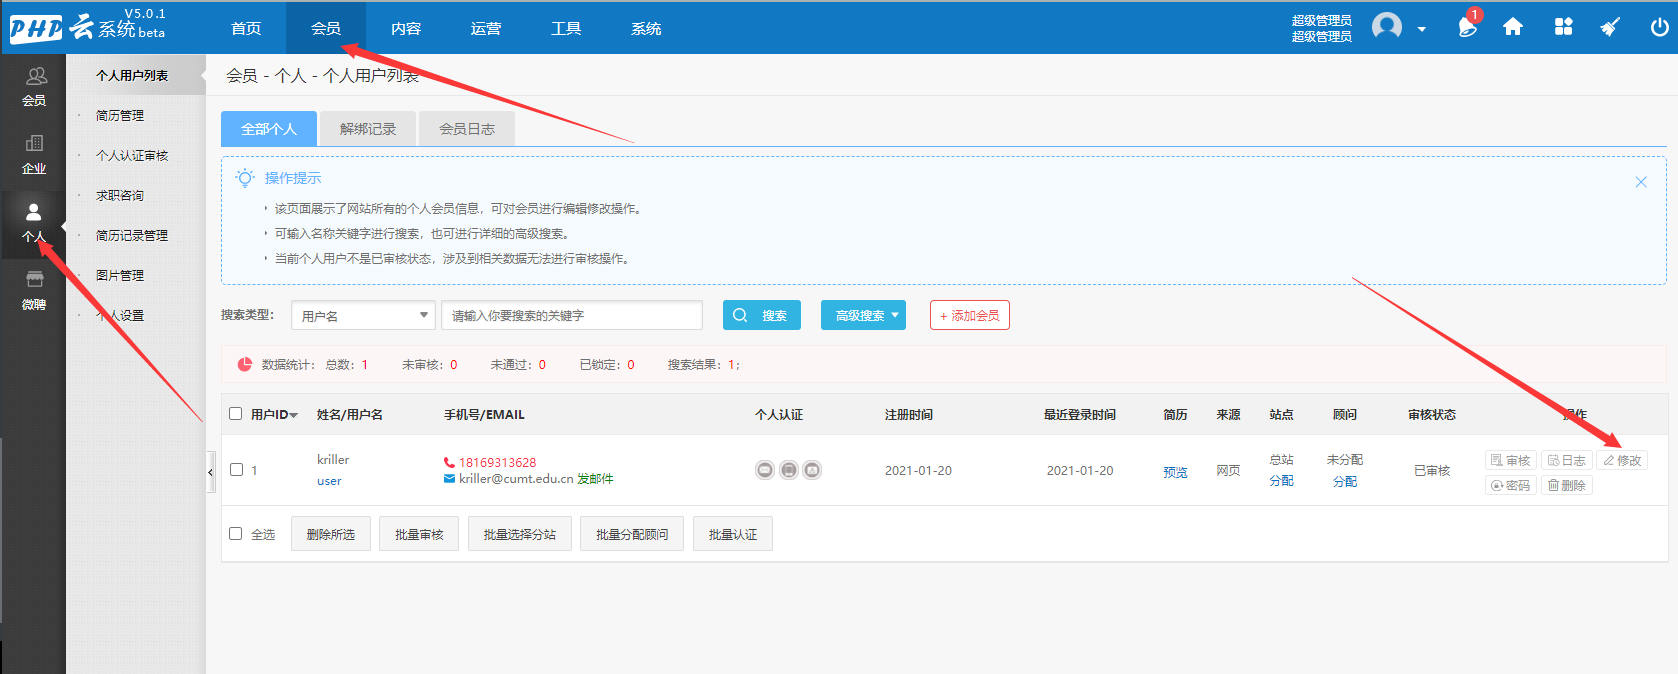 PHP云系统 V5.0.1 beta
首页 会员 内容 运营 工具 系统
超级管理员
超级管理员
1
会员
企业
个人
微聘
个人用户列表
简历管理
个人认证审核
求职咨询
简历记录管理
图片管理
个人设置
会员 - 个人 - 个人用户列表
全部个人 解绑记录 会员日志
操作提示
该页面展示了网站所有的个人会员信息，可对会员进行编辑修改操作。
可输入名称关键字进行搜索，也可进行详细的高级搜索。
当前个人用户不是已审核状态，涉及到相关数据无法进行审核操作。
搜索类型： 用户名 请输入你要搜索的关键字 搜索 高级搜索 + 添加会员
数据统计： 总数：1 未审核：0 未通过：0 已锁定：0 搜索结果：1；
用户ID 姓名/用户名 手机号/EMAIL 个人认证 注册时间 最近登录时间 简历 来源 站点 顾问 审核状态 操作
1 kriller 18169313628 2021-01-20 2021-01-20 预览 网页 总站 未分配 已审核 审核 日志 修改
user kriller@cumt.edu.cn 发邮件 分配 分配 密码 删除
全选 删除所选 批量审核 批量选择分站 批量分配顾问 批量认证